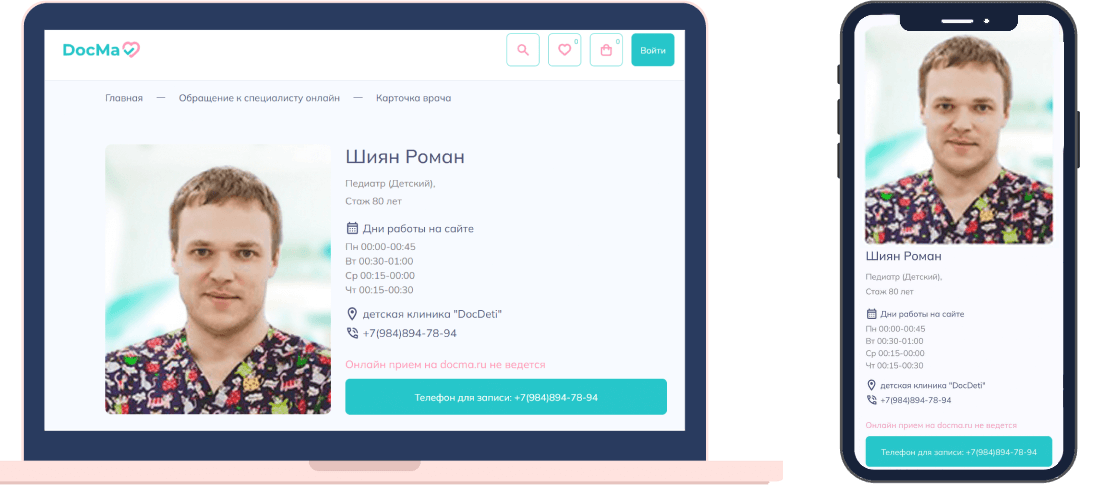 DocMa
0
0
Войти
Главная — Обращение к специалисту онлайн — Карточка врача
Шиян Роман
Педиатр (Детский),
Стаж 80 лет
Дни работы на сайте
Пн 00:00-00:45
Вт 00:30-01:00
Ср 00:15-00:00
Чт 00:15-00:30
детская клиника "DocDeti"
+7(984)894-78-94
Онлайн прием на docma.ru не ведется
Телефон для записи: +7(984)894-78-94
Шиян Роман
Педиатр (Детский),
Стаж 80 лет
Дни работы на сайте
Пн 00:00-00:45
Вт 00:30-01:00
Ср 00:15-00:00
Чт 00:15-00:30
детская клиника "DocDeti"
+7(984)894-78-94
Онлайн прием на docma.ru не ведется
Телефон для записи: +7(984)894-78-94